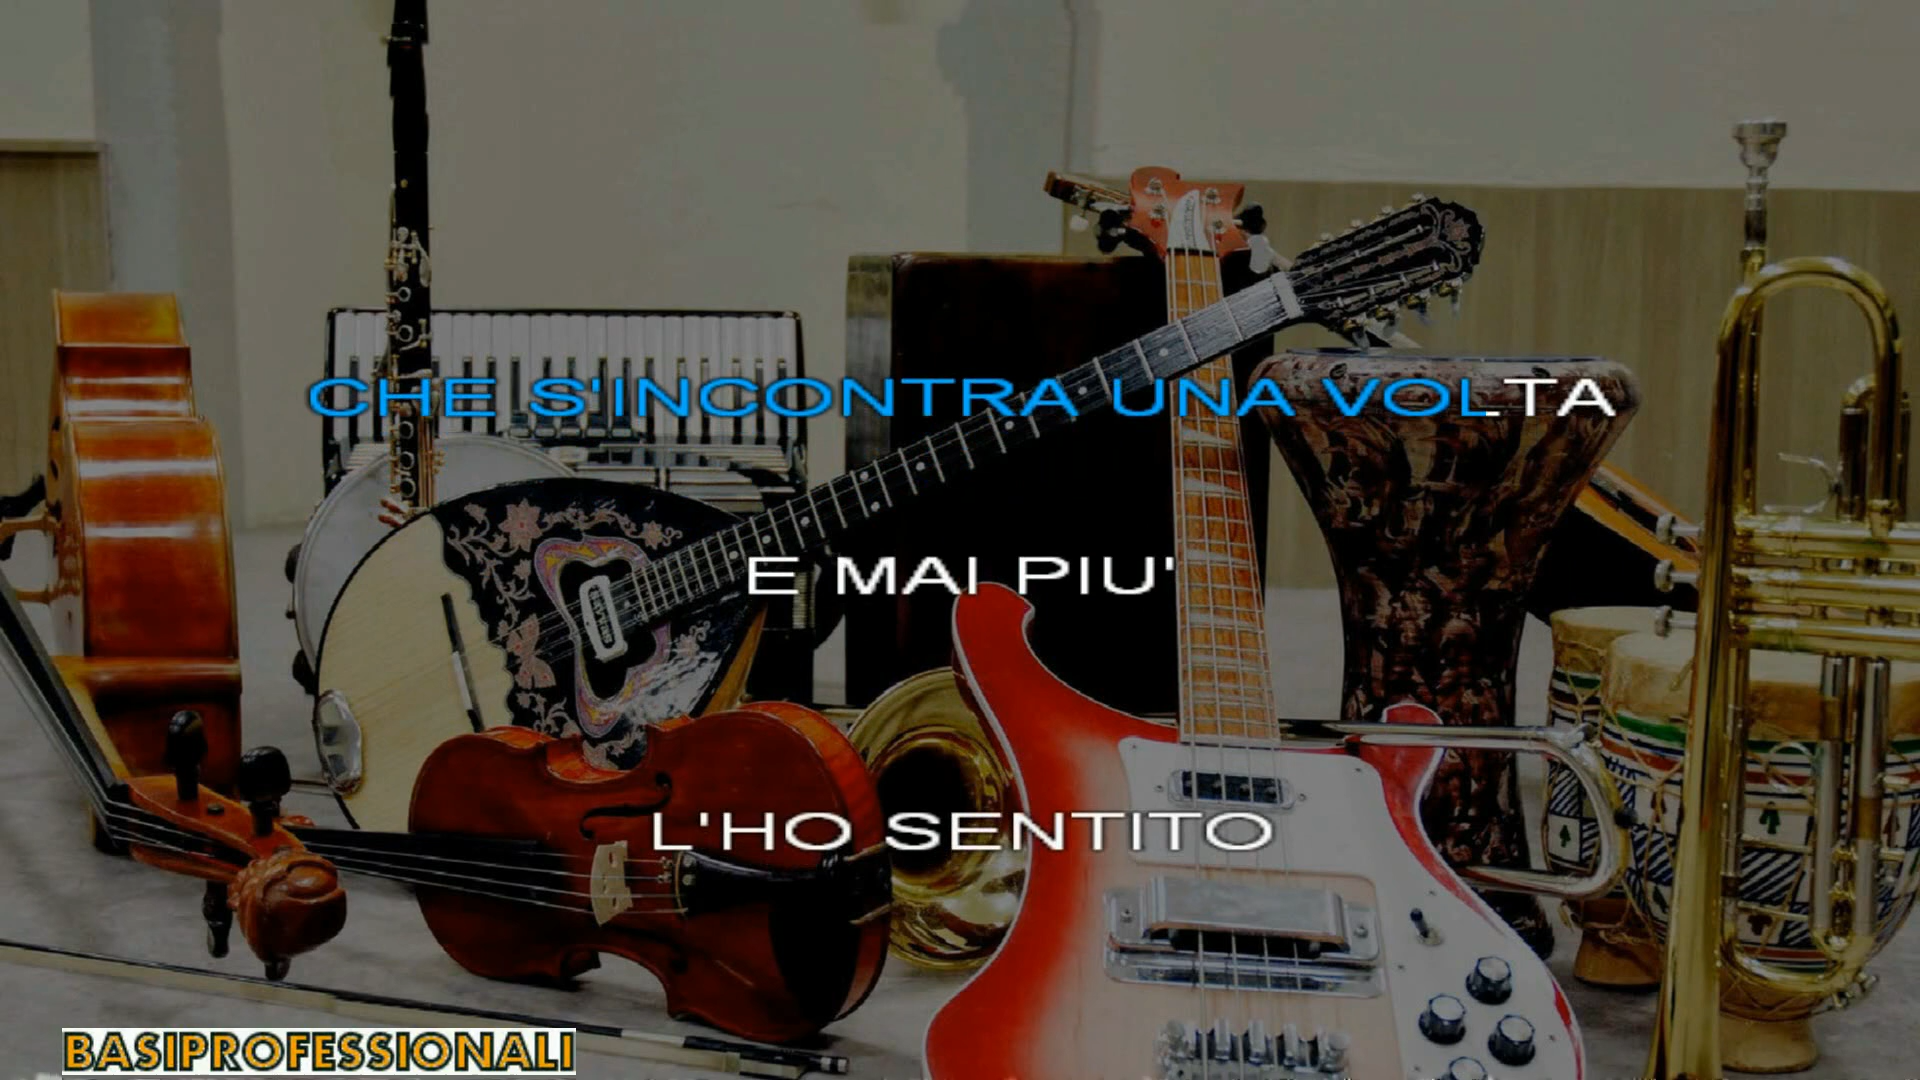 CHE S'INCONTRA UNA VOLTA
E MAI PIU'
L'HO SENTITO
BASIPROFESSIONALI